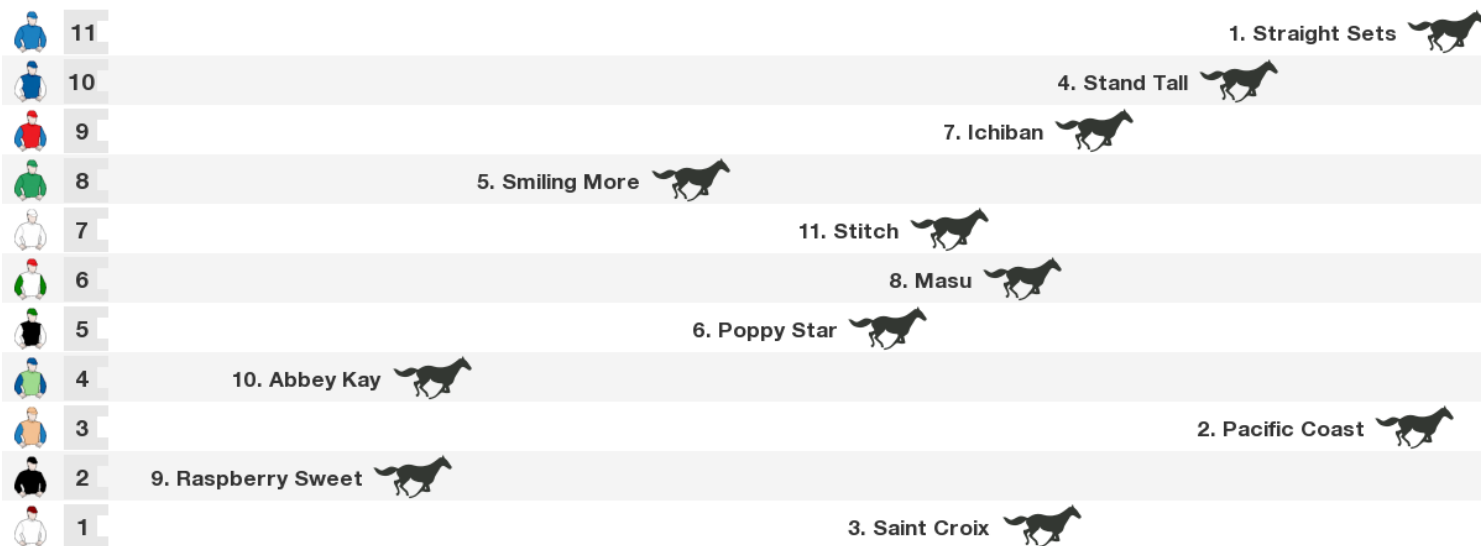 11 1. Straight Sets
10 4. Stand Tall
9 7. Ichiban
8 5. Smiling More
7 11. Stitch
6 8. Masu
5 6. Poppy Star
4 10. Abbey Kay
3 2. Pacific Coast
2 9. Raspberry Sweet
1 3. Saint Croix